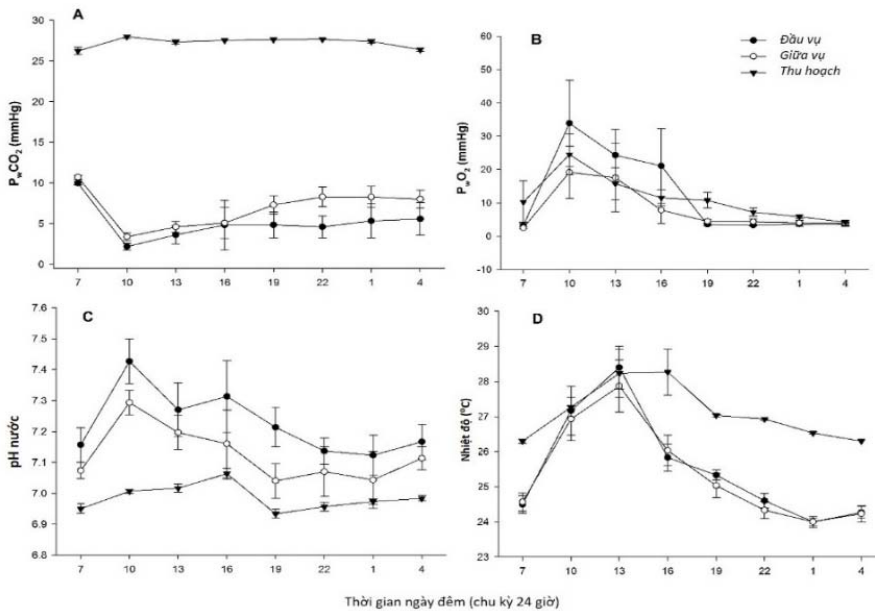 A
30
25
20
15
10
5
0
PwCO2 (mmHg)
7 10 13 16 19 22 1 4
B
Đầu vụ
Giữa vụ
Thu hoạch
60
50
40
30
20
10
0
-10
PwO2 (mmHg)
7 10 13 16 19 22 1 4
C
7.6
7.5
7.4
7.3
7.2
7.1
7.0
6.9
6.8
pH nước
7 10 13 16 19 22 1 4
D
30
29
28
27
26
25
24
23
Nhiệt độ (°C)
7 10 13 16 19 22 1 4
Thời gian ngày đêm (chu kỳ 24 giờ)